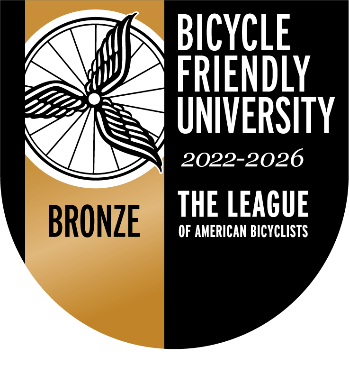 BICYCLE
FRIENDLY
UNIVERSITY
2022-2026
BRONZE
THE LEAGUE
OF AMERICAN BICYCLISTS